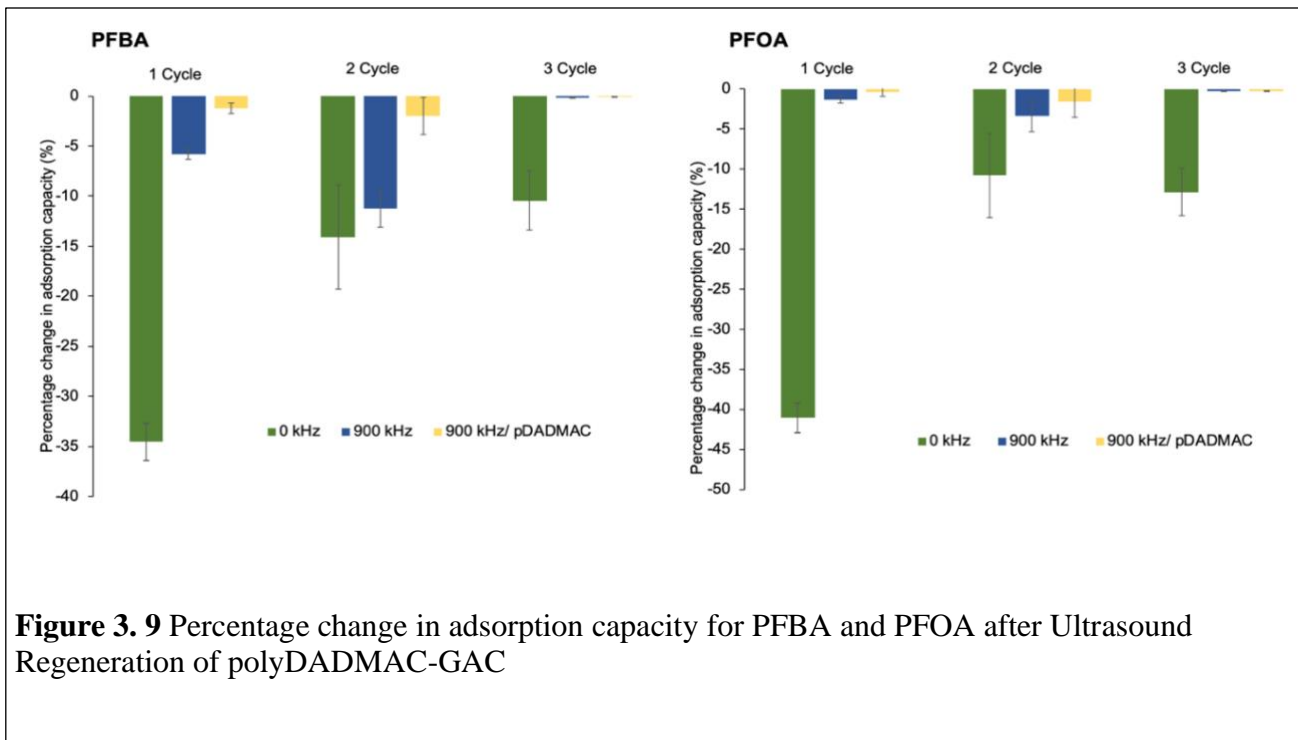 PFBA
1 Cycle 2 Cycle 3 Cycle
0
-5
-10
-15
-20
-25
-30
-35
-40
Percentage change in adsorption capacity (%)
0 kHz 900 kHz 900 kHz/ pDADMAC
PFOA
1 Cycle 2 Cycle 3 Cycle
0
-5
-10
-15
-20
-25
-30
-35
-40
-45
-50
Percentage change in adsorption capacity (%)
0 kHz 900 kHz 900 kHz/ pDADMAC
Figure 3. 9 Percentage change in adsorption capacity for PFBA and PFOA after Ultrasound
Regeneration of polyDADMAC-GAC